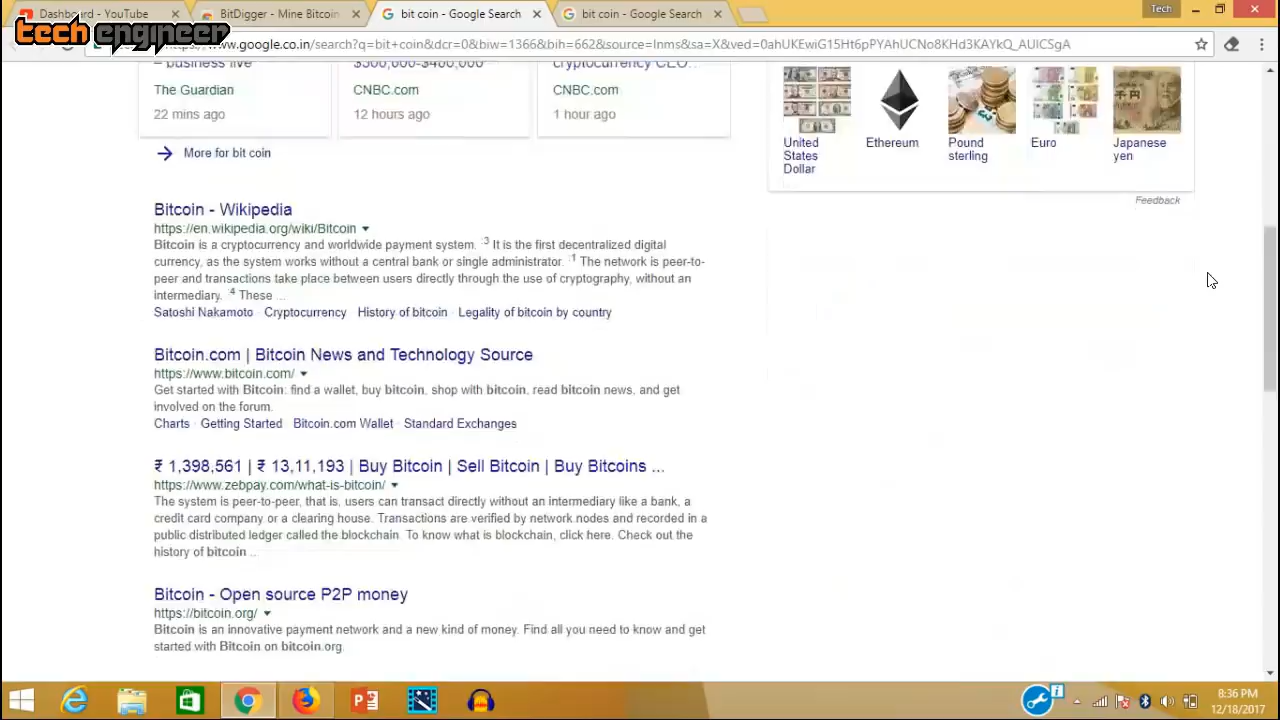 Dashboard - YouTube
BitDigger - Mine Bitcoin
bit coin - Google Search
bit coin - Google Search
Tech
tech engineer
www.google.co.in/search?q=bit+coin&dcr=0&biw=1366&bih=662&source=lnms&sa=X&ved=
– business live
$300,000-$400,000
cryptocurrency CEO...
The Guardian
CNBC.com
CNBC.com
22 mins ago
12 hours ago
1 hour ago
More for bit coin
United States Dollar
Ethereum
Pound sterling
Euro
Japanese yen
Feedback
Bitcoin - Wikipedia
https://en.wikipedia.org/wiki/Bitcoin
Bitcoin is a cryptocurrency and worldwide payment system. 3 It is the first decentralized digital
currency, as the system works without a central bank or single administrator. 1 The network is peer-to-
peer and transactions take place between users directly through the use of cryptography, without an
intermediary. 4 These ...
Satoshi Nakamoto · Cryptocurrency · History of bitcoin · Legality of bitcoin by country
Bitcoin.com | Bitcoin News and Technology Source
https://www.bitcoin.com/
Get started with Bitcoin: find a wallet, buy bitcoin, shop with bitcoin, read bitcoin news, and get
involved on the forum.
Charts · Getting Started · Bitcoin.com Wallet · Standard Exchanges
₹ 1,398,561 | ₹ 13,11,193 | Buy Bitcoin | Sell Bitcoin | Buy Bitcoins ...
https://www.zebpay.com/what-is-bitcoin/
The system is peer-to-peer, that is, users can transact directly without an intermediary like a bank, a
credit card company or a clearing house. Transactions are verified by network nodes and recorded in a
public distributed ledger called the blockchain. To know what is blockchain, click here. Check out the
history of bitcoin ...
Bitcoin - Open source P2P money
https://bitcoin.org/
Bitcoin is an innovative payment network and a new kind of money. Find all you need to know and get
started with Bitcoin on bitcoin.org.
8:36 PM
12/18/2017